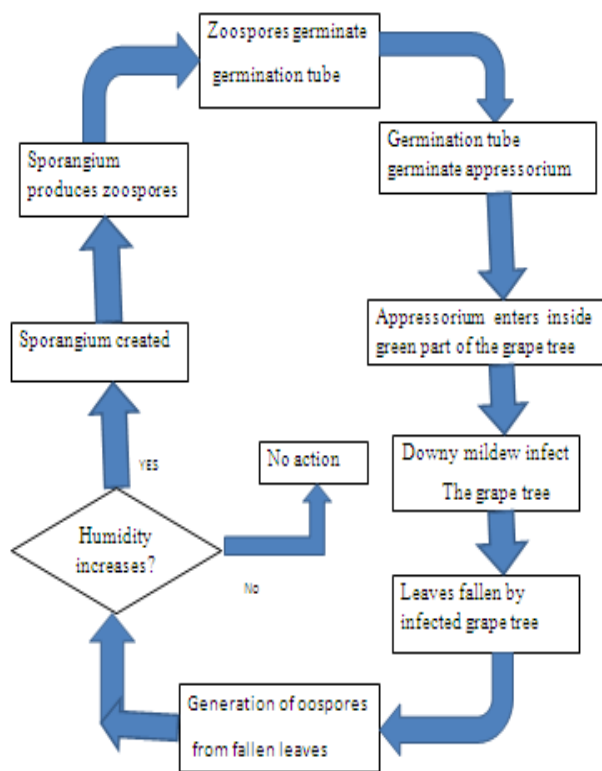 Zoospores germinate
germination tube
Germination tube
germinate appressorium
Sporangium
produces zoospores
Appressorium enters inside
green part of the grape tree
Sporangium created
YES
No action
Downy mildew infect
The grape tree
Humidity
increases?
No
Leaves fallen by
infected grape tree
Generation of oospores
from fallen leaves